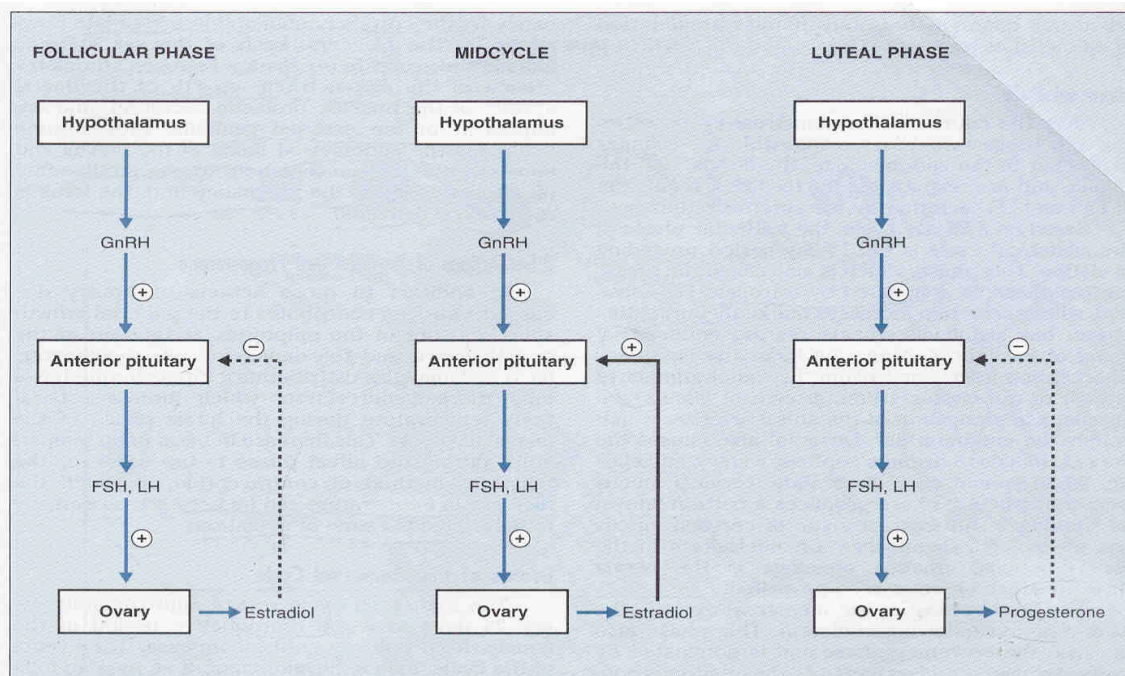 FOLLICULAR PHASE
Hypothalamus
GnRH
+
Anterior pituitary
−
FSH, LH
+
Ovary
Estradiol
MIDCYCLE
Hypothalamus
GnRH
+
Anterior pituitary
+
FSH, LH
+
Ovary
Estradiol
LUTEAL PHASE
Hypothalamus
GnRH
+
Anterior pituitary
−
FSH, LH
+
Ovary
Progesterone